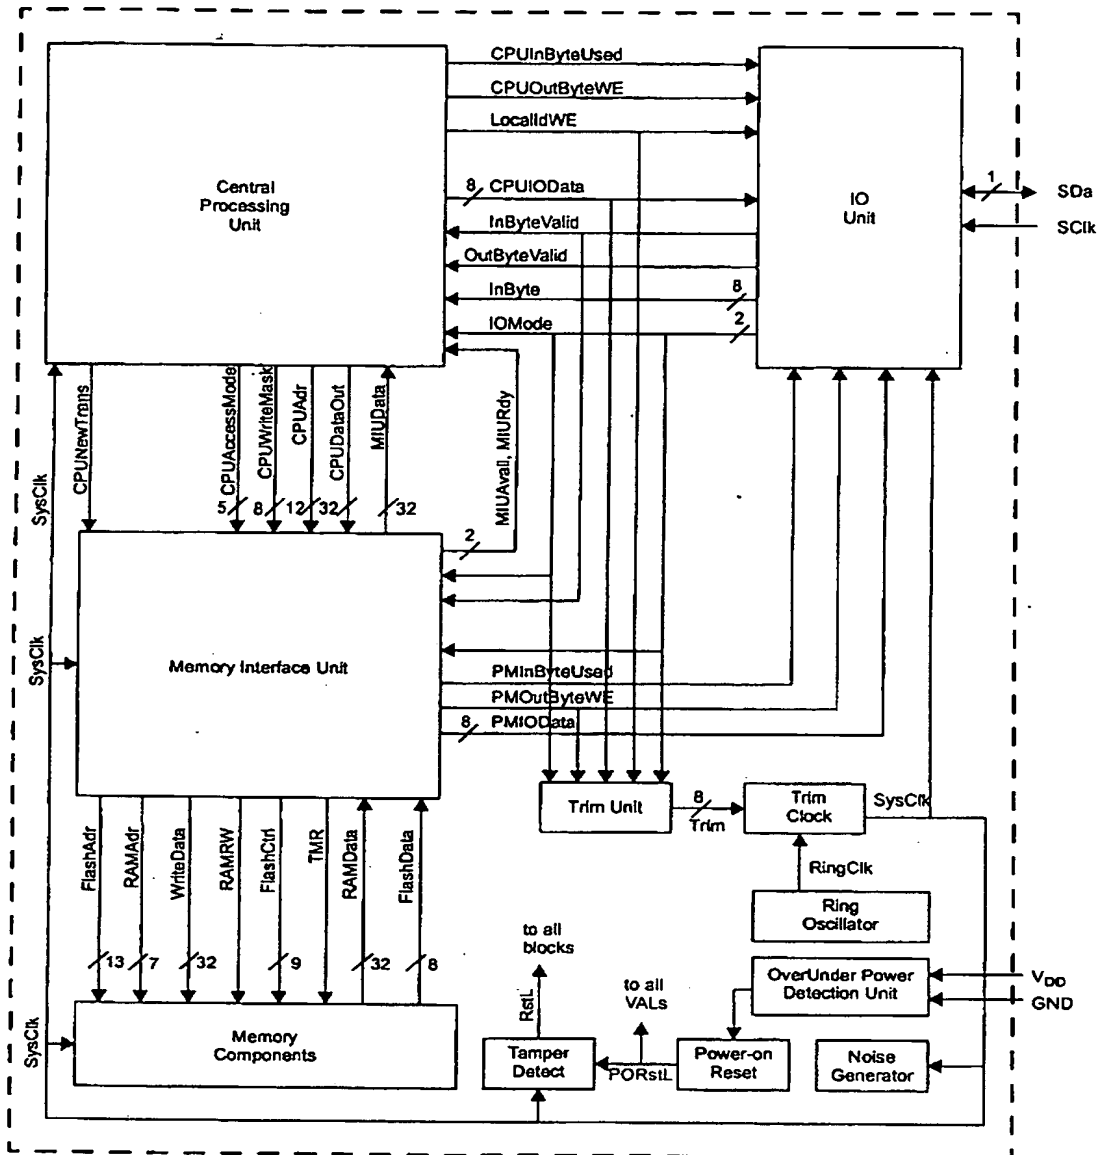 CPUInByteUsed
CPUOutByteWE
LocalIdWE
Central
Processing
Unit
8
CPUIOData
IO
Unit
1
SDa
InByteValid
SClk
OutByteValid
InByte
8
IOMode
2
SysClk
CPUNewTrans
CPUAccessMode
CPUWriteMask
CPUAdr
CPUDataOut
MIUData
MIUAvail, MIURdy
5
8
12
32
32
2
SysClk
Memory Interface Unit
PMInByteUsed
PMOutByteWE
8
PMIOData
Trim Unit
8
Trim
Trim
Clock
SysClk
FlashAdr
RAMAdr
WriteData
RAMRW
FlashCtrl
TMR
RAMData
FlashData
RingClk
Ring
Oscillator
13
7
32
9
32
8
to all
blocks
RstL
to all
VALs
OverUnder Power
Detection Unit
VDD
GND
SysClk
Memory
Components
Tamper
Detect
PORstL
Power-on
Reset
Noise
Generator